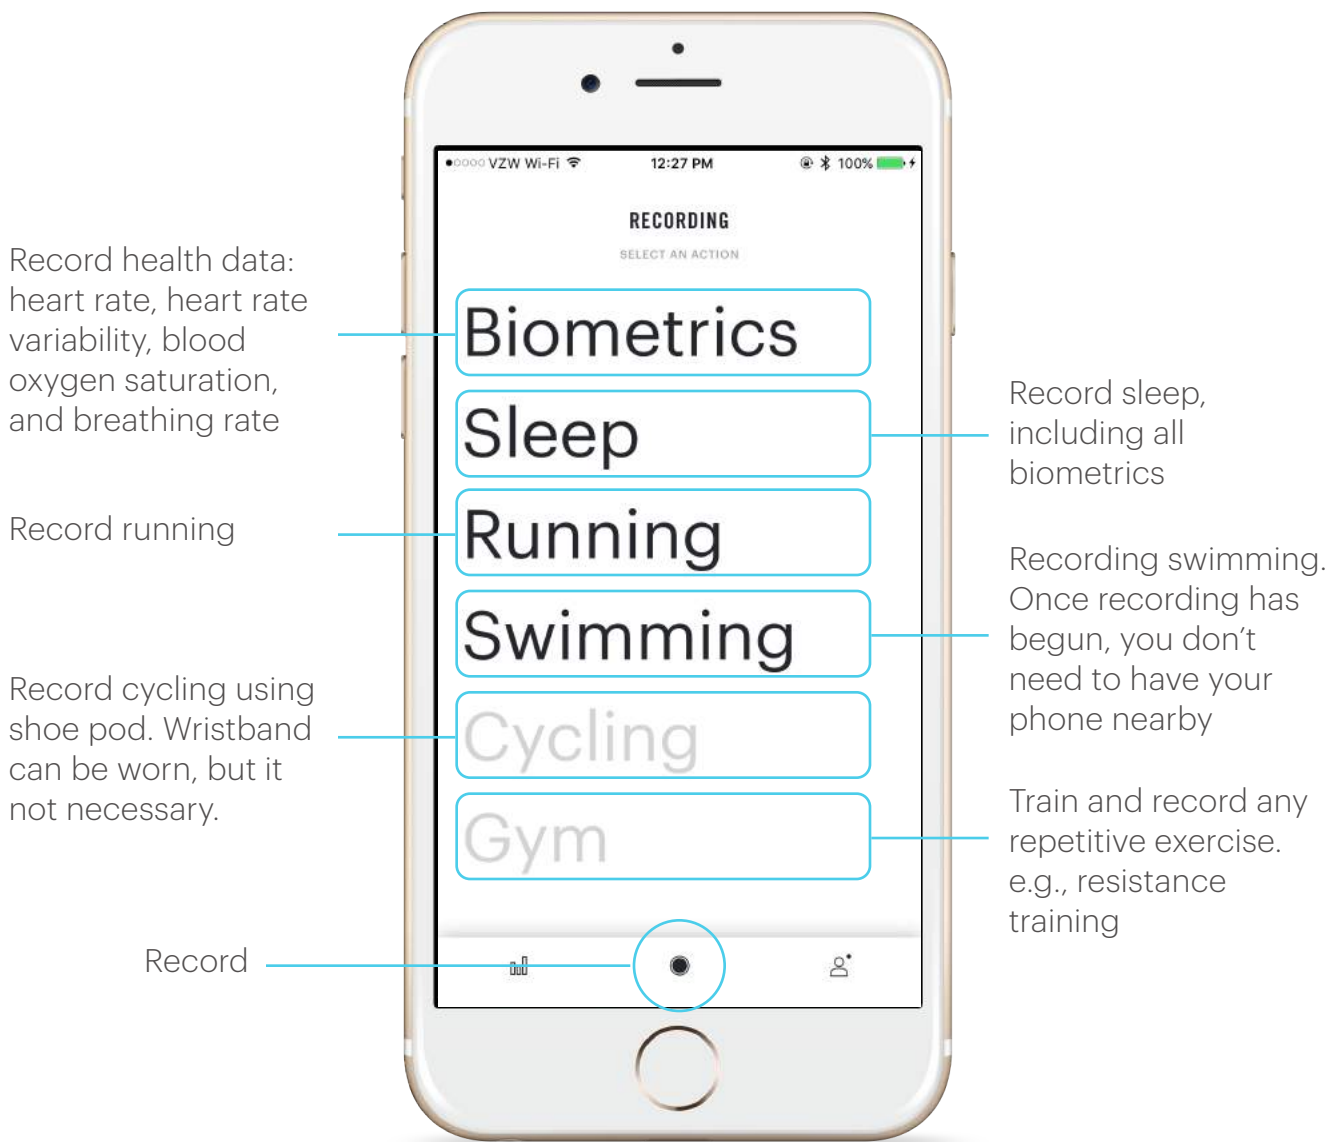 VZW Wi-Fi 12:27 PM 100%
RECORDING
SELECT AN ACTION
Record health data:
heart rate, heart rate
variability, blood
oxygen saturation,
and breathing rate
Biometrics
Sleep
Record sleep,
including all
biometrics
Record running
Running
Swimming
Recording swimming.
Once recording has
begun, you don’t
need to have your
phone nearby
Record cycling using
shoe pod. Wristband
can be worn, but it
not necessary.
Cycling
Gym
Train and record any
repetitive exercise.
e.g., resistance
training
Record